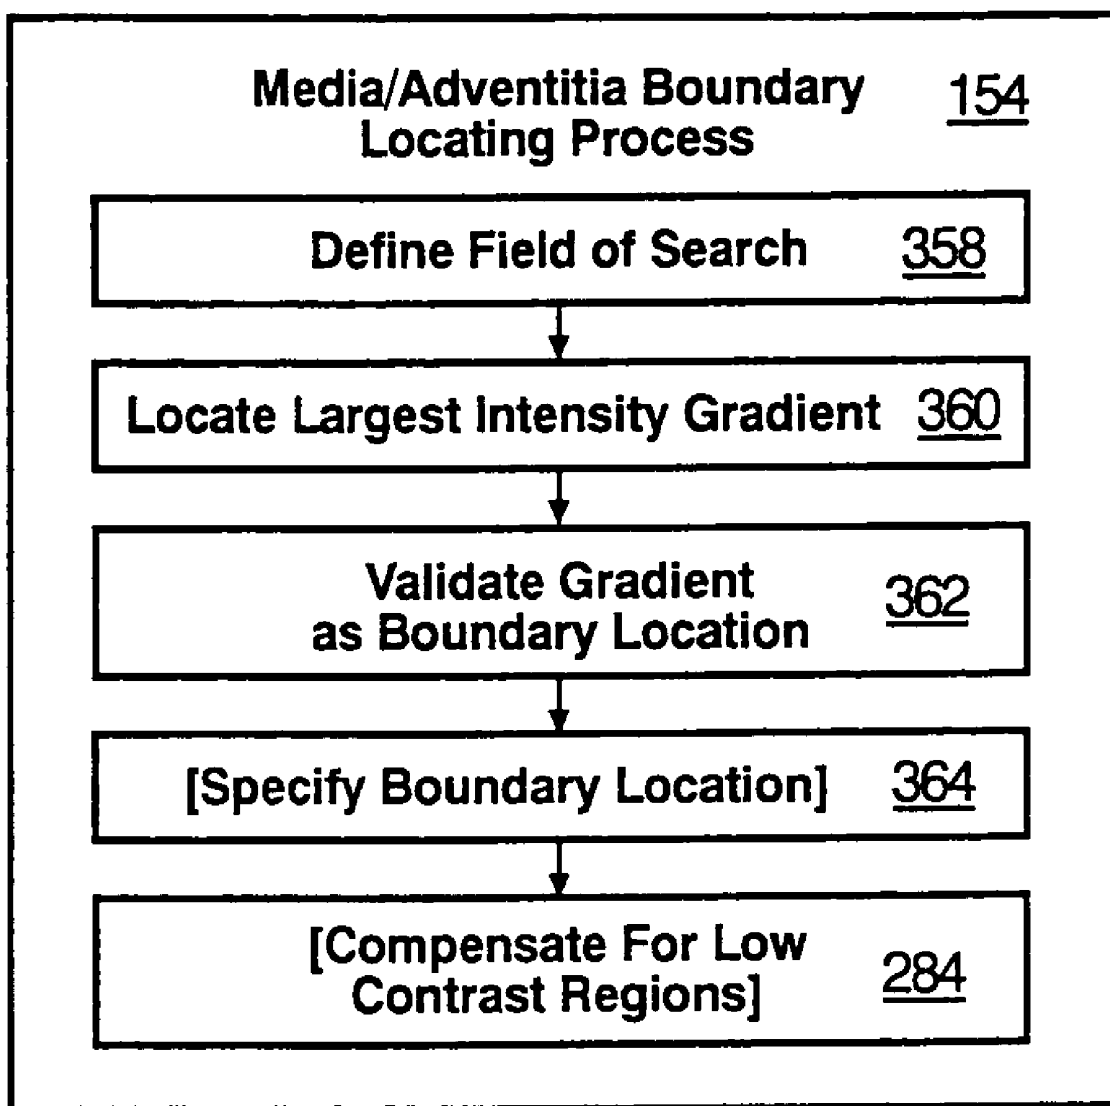 Media/Adventitia Boundary 154
Locating Process
Define Field of Search 358
Locate Largest Intensity Gradient 360
Validate Gradient
as Boundary Location 362
[Specify Boundary Location] 364
[Compensate For Low
Contrast Regions] 284